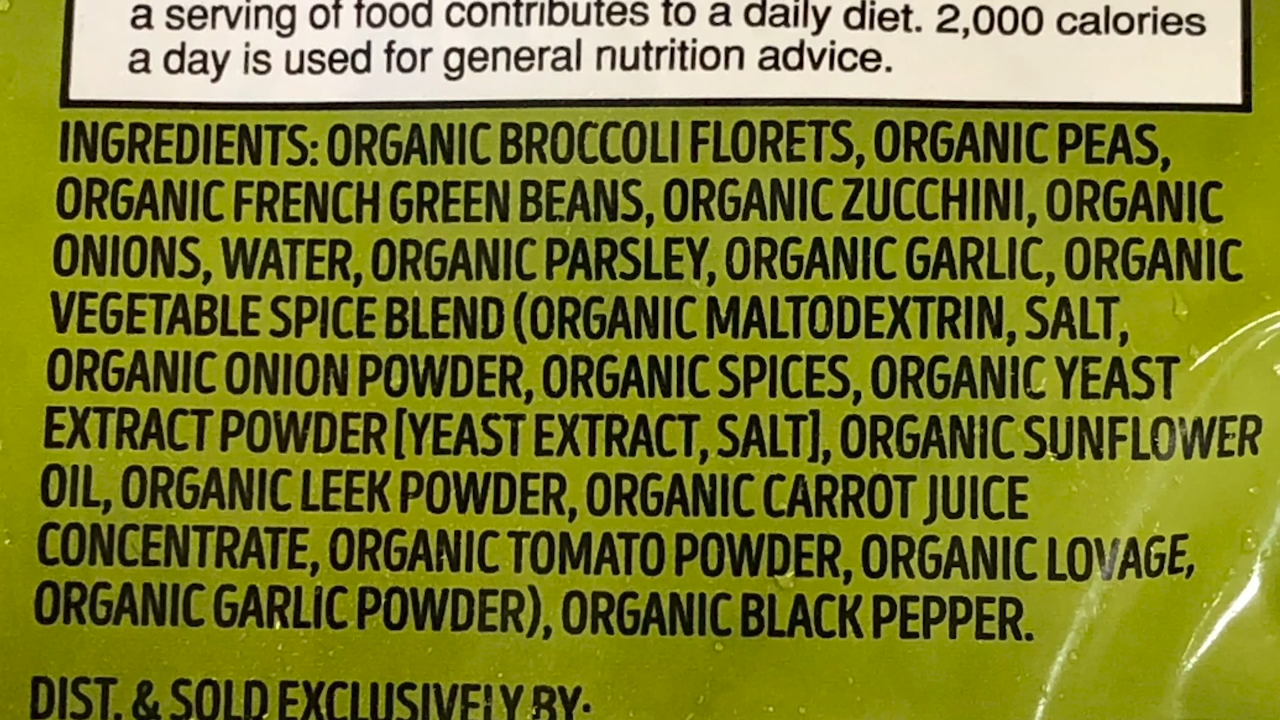 a serving of food contributes to a daily diet. 2,000 calories
a day is used for general nutrition advice.
INGREDIENTS: ORGANIC BROCCOLI FLORETS, ORGANIC PEAS,
ORGANIC FRENCH GREEN BEANS, ORGANIC ZUCCHINI, ORGANIC
ONIONS, WATER, ORGANIC PARSLEY, ORGANIC GARLIC, ORGANIC
VEGETABLE SPICE BLEND (ORGANIC MALTODEXTRIN, SALT,
ORGANIC ONION POWDER, ORGANIC SPICES, ORGANIC YEAST
EXTRACT POWDER [YEAST EXTRACT, SALT], ORGANIC SUNFLOWER
OIL, ORGANIC LEEK POWDER, ORGANIC CARROT JUICE
CONCENTRATE, ORGANIC TOMATO POWDER, ORGANIC LOVAGE,
ORGANIC GARLIC POWDER), ORGANIC BLACK PEPPER.
DIST. & SOLD EXCLUSIVELY BY: